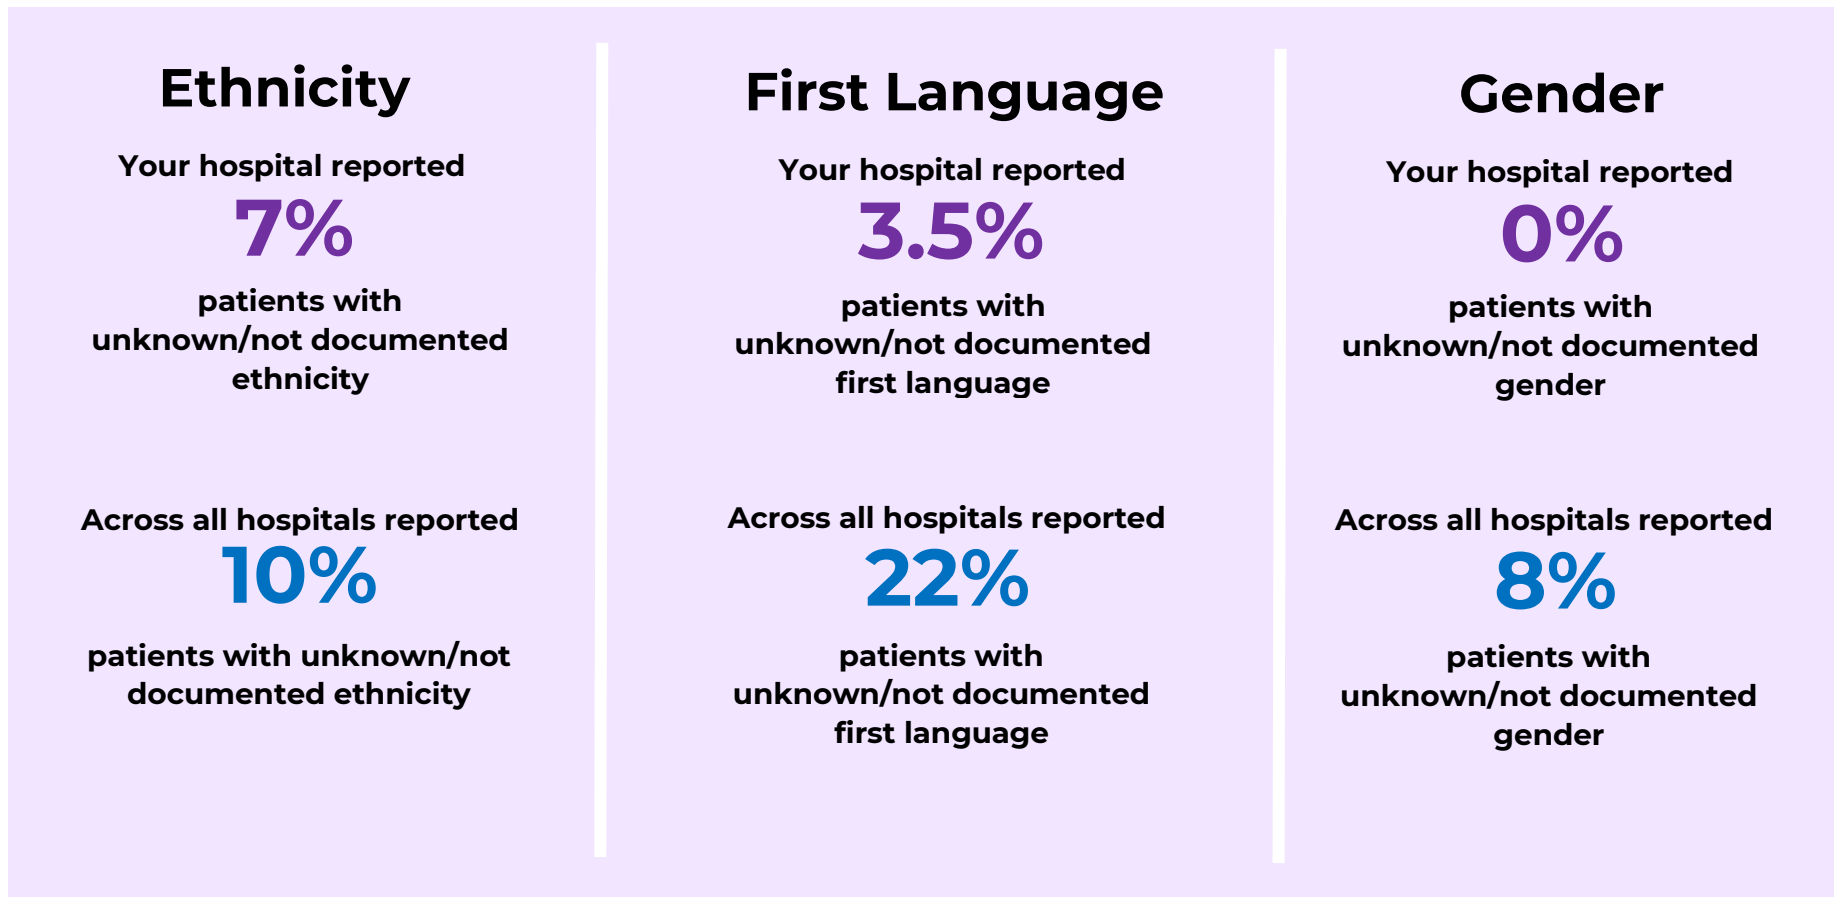 Ethnicity
Your hospital reported
7%
patients with
unknown/not documented
ethnicity
Across all hospitals reported
10%
patients with unknown/not
documented ethnicity
First Language
Your hospital reported
3.5%
patients with
unknown/not documented
first language
Across all hospitals reported
22%
patients with
unknown/not documented
first language
Gender
Your hospital reported
0%
patients with
unknown/not documented
gender
Across all hospitals reported
8%
patients with
unknown/not documented
gender